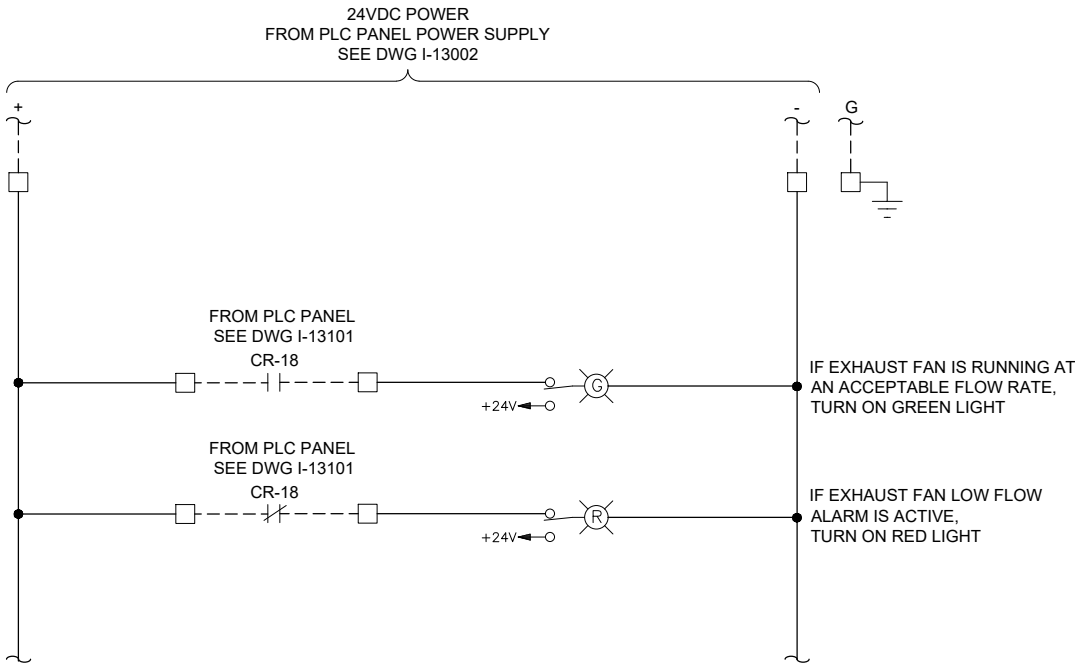 24VDC POWER
FROM PLC PANEL POWER SUPPLY
SEE DWG I-13002
+
-
G
FROM PLC PANEL
SEE DWG I-13101
CR-18
G
+24V
IF EXHAUST FAN IS RUNNING AT
AN ACCEPTABLE FLOW RATE,
TURN ON GREEN LIGHT
FROM PLC PANEL
SEE DWG I-13101
CR-18
R
+24V
IF EXHAUST FAN LOW FLOW
ALARM IS ACTIVE,
TURN ON RED LIGHT